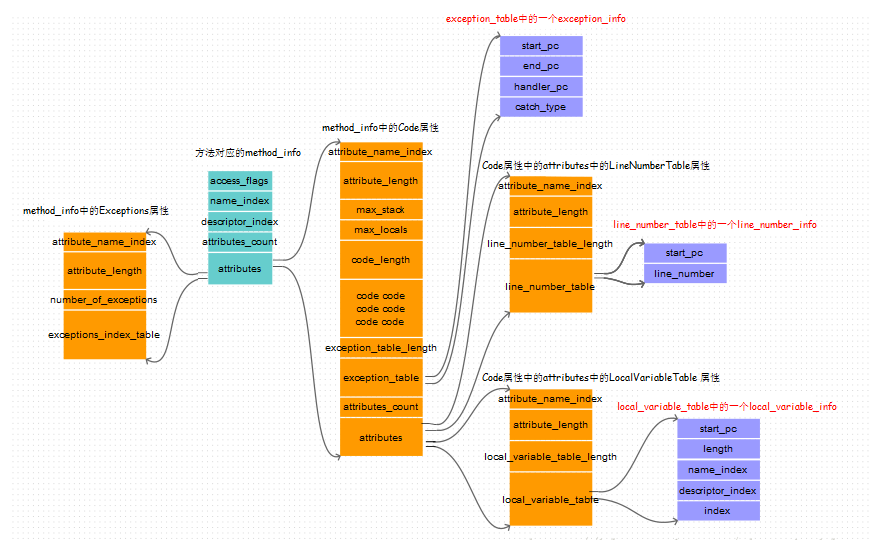 exception_table中的一个exception_info
start_pc
end_pc
handler_pc
catch_type
method_info中的Code属性
attribute_name_index
attribute_length
max_stack
max_locals
code_length
code code
code code
code code
exception_table_length
exception_table
attributes_count
attributes
方法对应的method_info
access_flags
name_index
descriptor_index
attributes_count
attributes
method_info中的Exceptions属性
attribute_name_index
attribute_length
number_of_exceptions
exceptions_index_table
Code属性中的attributes中的LineNumberTable属性
attribute_name_index
attribute_length
line_number_table_length
line_number_table
line_number_table中的一个line_number_info
start_pc
line_number
Code属性中的attributes中的LocalVariableTable 属性
attribute_name_index
attribute_length
local_variable_table_length
local_variable_table
local_variable_table中的一个local_variable_info
start_pc
length
name_index
descriptor_index
index